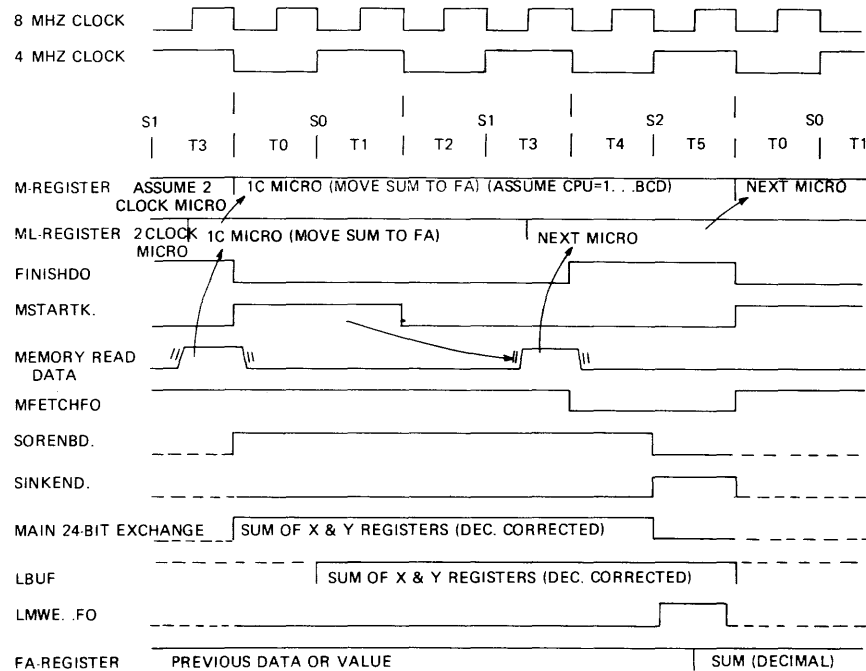 8 MHZ CLOCK
4 MHZ CLOCK
S1 S0 S1 S2 S0
T3 T0 T1 T2 T3 T4 T5 T0 T1
M-REGISTER ASSUME 2 CLOCK MICRO 1C MICRO (MOVE SUM TO FA) (ASSUME CPU=1. . .BCD) NEXT MICRO
ML-REGISTER 2 CLOCK MICRO 1C MICRO (MOVE SUM TO FA) NEXT MICRO
FINISHDO
MSTARTK.
MEMORY READ
DATA
MFETCHFO
SORENBD.
SINKEND.
MAIN 24-BIT EXCHANGE SUM OF X & Y REGISTERS (DEC. CORRECTED)
LBUF SUM OF X & Y REGISTERS (DEC. CORRECTED)
LMWE. .FO
FA-REGISTER PREVIOUS DATA OR VALUE SUM (DECIMAL)